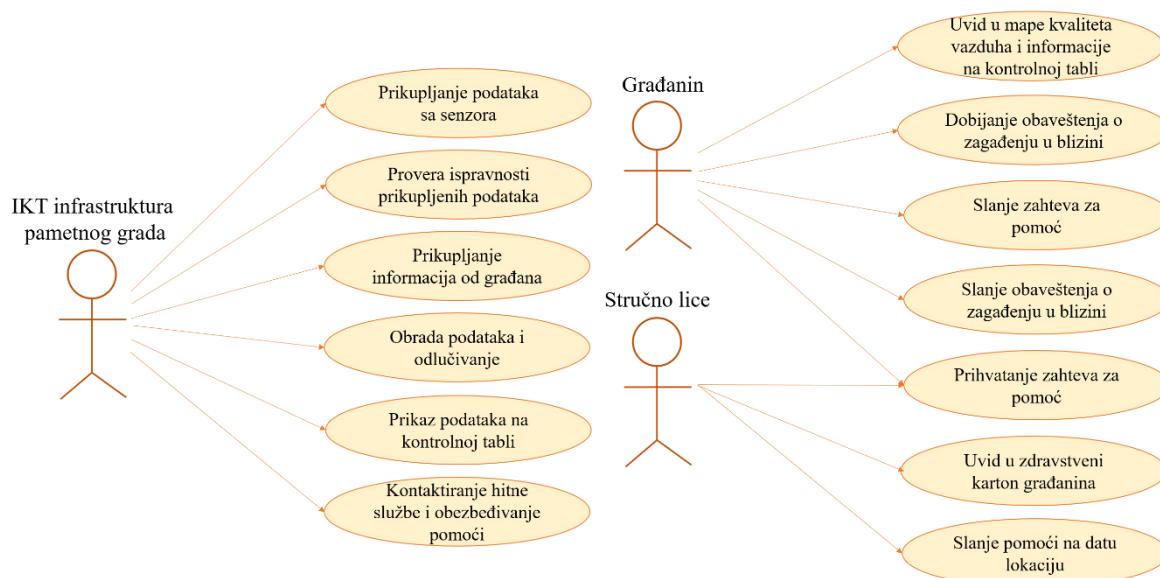 IKT infrastruktura
pametnog grada
Prikupljanje podataka
sa senzora
Provera ispravnosti
prikupljenih podataka
Prikupljanje
informacija od građana
Obrada podataka i
odlučivanje
Prikaz podataka na
kontrolnoj tabli
Kontaktiranje hitne
službe i obezbeđivanje
pomoći
Građanin
Stručno lice
Uvid u mape kvaliteta
vazduha i informacije
na kontrolnoj tabli
Dobijanje obaveštenja o
zagađenju u blizini
Slanje zahteva za
pomoć
Slanje obaveštenja o
zagađenju u blizini
Prihvatanje zahteva za
pomoć
Uvid u zdravstveni
karton građanina
Slanje pomoći na datu
lokaciju